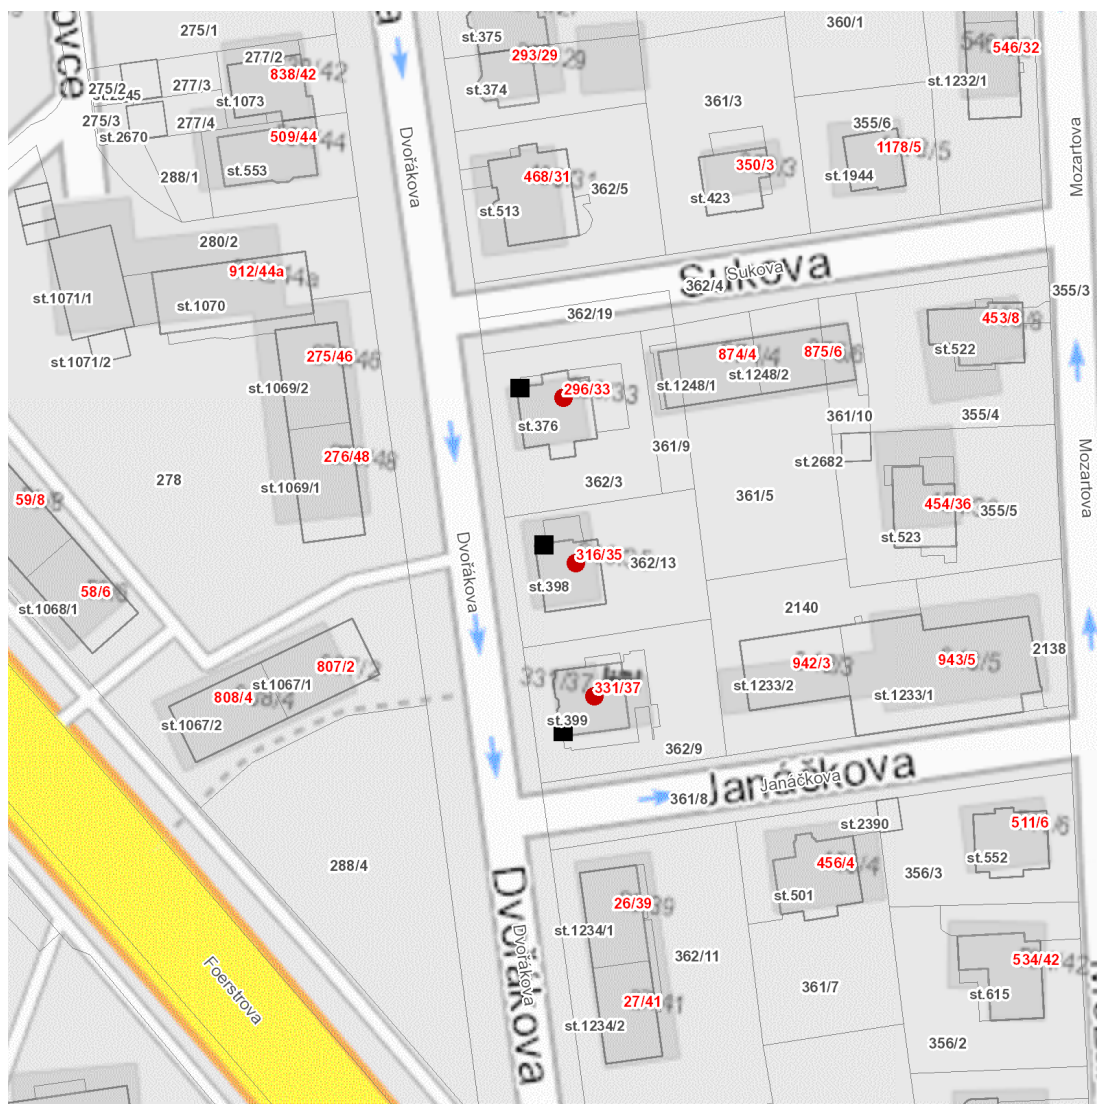 275/1
st.375
293/29
360/1
546/32
277/2
838/42
275/2
277/3
st.1073
st.374
361/3
st.1232/1
275/3
st.2670
277/4
509/44
355/6
1178/5
st.553
288/1
Dvořákova
468/31
362/5
350/3
st.423
st.1944
Mozartova
st.513
280/2
912/44a
Sukova
Sukova
362/4
355/3
st.1071/1
st.1070
362/19
453/8
st.1071/2
275/46
874/4
875/6
st.522
st.1069/2
296/33
st.1248/1
st.1248/2
361/10
355/4
st.376
276/48
361/9
st.2682
Mozartova
278
st.1069/1
362/3
361/5
59/8
454/36
355/5
st.523
Dvořákova
316/35
362/13
58/6
st.398
2140
st.1068/1
807/2
942/3
943/5
2138
st.1067/1
331/37
808/4
st.1233/2
st.1233/1
st.1067/2
st.399
362/9
Janáčkova
Janáčkova
361/8
511/6
st.2390
288/4
456/4
st.552
356/3
st.501
26/39
Dvořákova
Dvořákova
st.1234/1
362/11
534/42
Foerstrova
361/7
st.615
27/41
st.1234/2
356/2